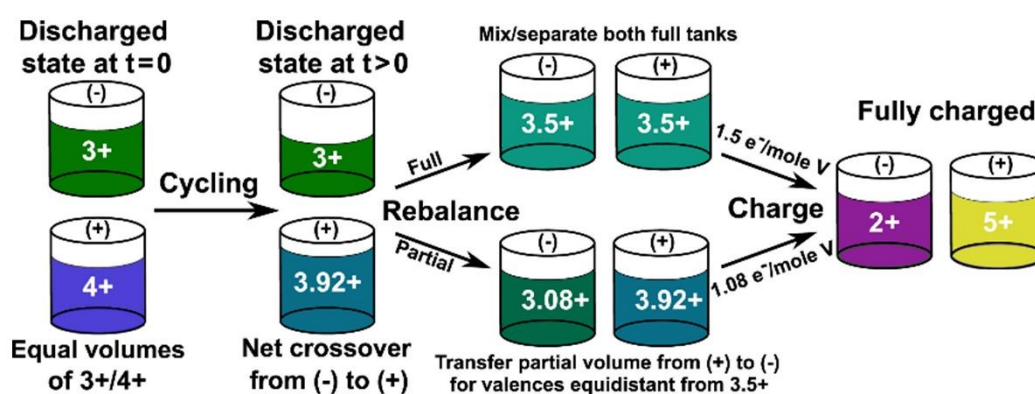 Discharged
state at t=0
(-)
3+
(+)
4+
Equal volumes
of 3+/4+
Cycling
Discharged
state at t>0
(-)
3+
(+)
3.92+
Net crossover
from (-) to (+)
Full
Rebalance
Partial
Mix/separate both full tanks
(-)
(+)
3.5+
3.5+
(-)
(+)
3.08+
3.92+
Transfer partial volume from (+) to (-)
for valences equidistant from 3.5+
1.5 e⁻/mole V
Charge
1.08 e⁻/mole V
Fully charged
(-)
(+)
2+
5+